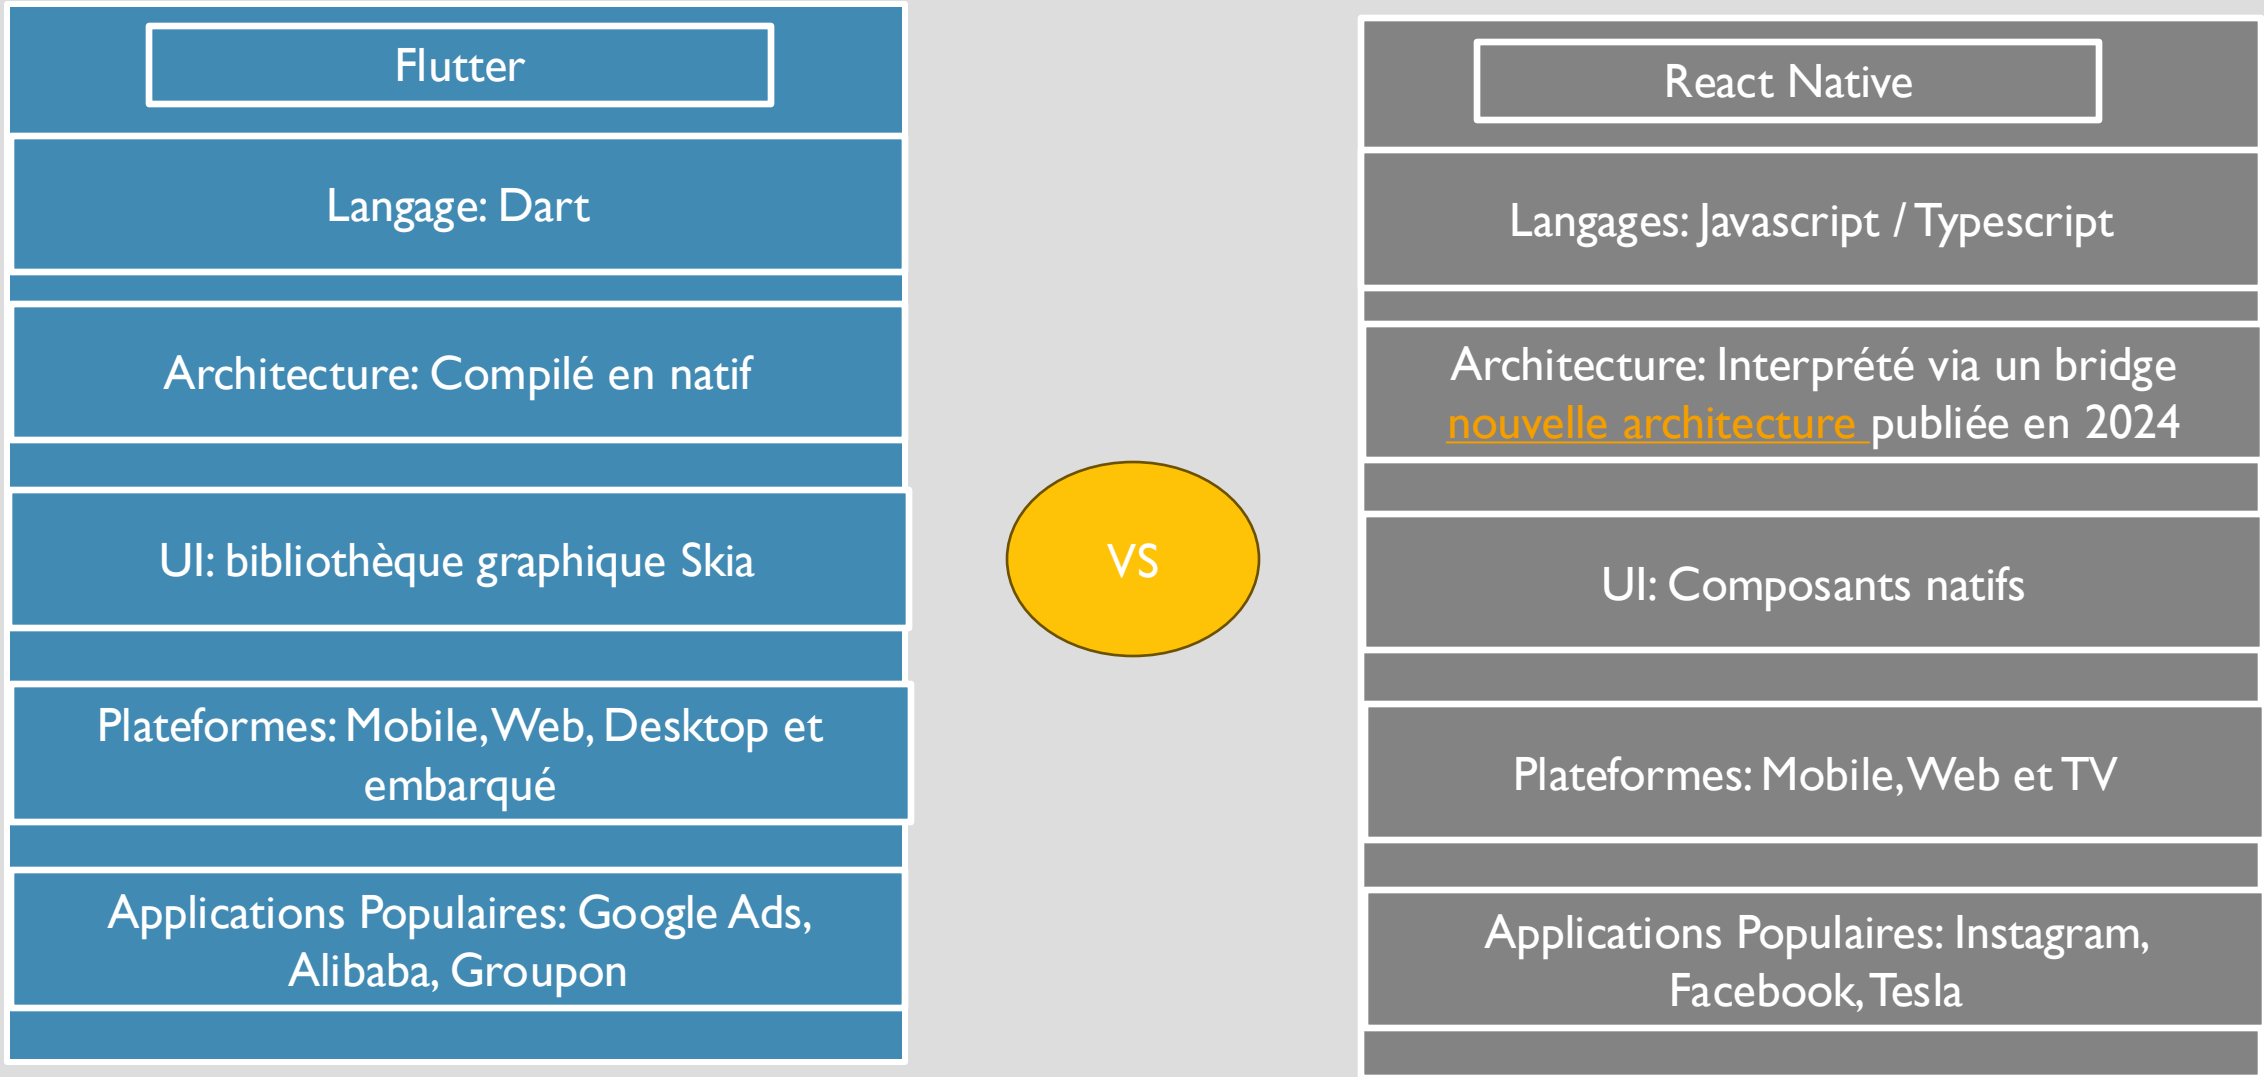 Flutter
Langage: Dart
Architecture: Compilé en natif
UI: bibliothèque graphique Skia
Plateformes: Mobile, Web, Desktop et
embarqué
Applications Populaires: Google Ads,
Alibaba, Groupon
VS
React Native
Langages: Javascript / Typescript
Architecture: Interprété via un bridge
nouvelle architecture publiée en 2024
UI: Composants natifs
Plateformes: Mobile, Web et TV
Applications Populaires: Instagram,
Facebook, Tesla